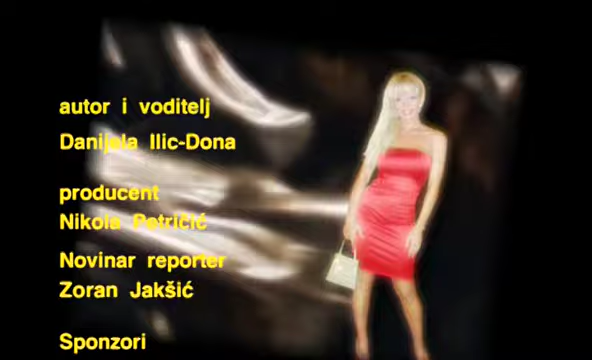 autor i voditelj
Danijela Ilic-Dona
producent
Nikola Petričić
Novinar reporter
Zoran Jakšić
Sponzori